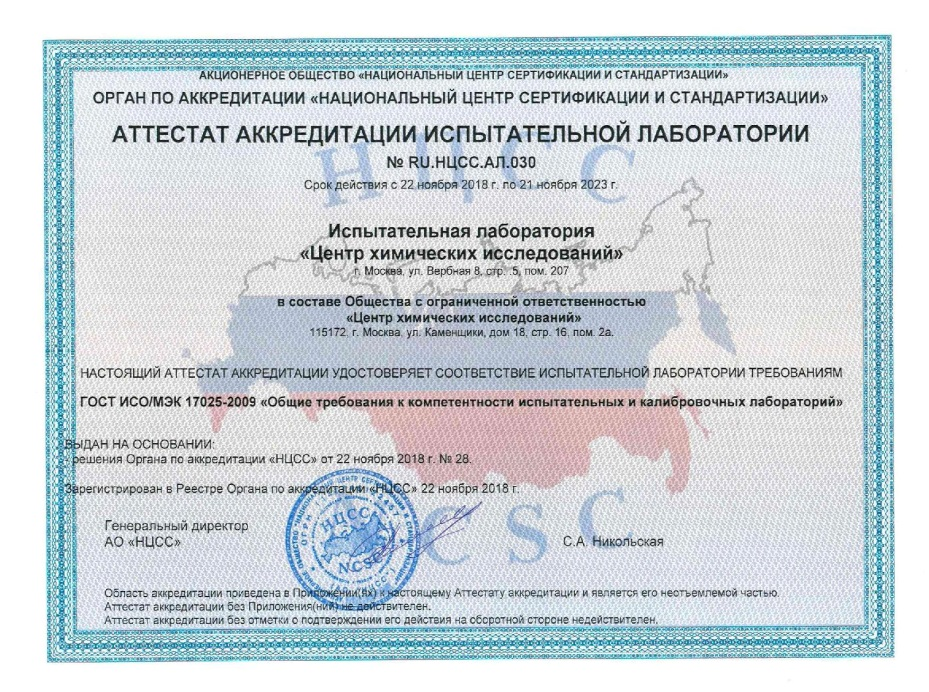 АКЦИОНЕРНОЕ ОБЩЕСТВО «НАЦИОНАЛЬНЫЙ ЦЕНТР СЕРТИФИКАЦИИ И СТАНДАРТИЗАЦИИ»
ОРГАН ПО АККРЕДИТАЦИИ «НАЦИОНАЛЬНЫЙ ЦЕНТР СЕРТИФИКАЦИИ И СТАНДАРТИЗАЦИИ»
АТТЕСТАТ АККРЕДИТАЦИИ ИСПЫТАТЕЛЬНОЙ ЛАБОРАТОРИИ
НЦСС
№ RU.НЦСС.АЛ.030
Срок действия с 22 ноября 2018 г. по 21 ноября 2023 г.
Испытательная лаборатория
«Центр химических исследований»
г. Москва, ул. Вербная 8, стр. 5, пом. 207
в составе Общества с ограниченной ответственностью
«Центр химических исследований»
115172, г. Москва, ул. Каменщики, дом 18, стр. 16, пом. 2а.
НАСТОЯЩИЙ АТТЕСТАТ АККРЕДИТАЦИИ УДОСТОВЕРЯЕТ СООТВЕТСТВИЕ ИСПЫТАТЕЛЬНОЙ ЛАБОРАТОРИИ ТРЕБОВАНИЯМ
ГОСТ ИСО/МЭК 17025-2009 «Общие требования к компетентности испытательных и калибровочных лабораторий»
ВЫДАН НА ОСНОВАНИИ:
- решения Органа по аккредитации «НЦСС» от 22 ноября 2018 г. № 28.
Зарегистрирован в Реестре Органа по аккредитации «НЦСС» 22 ноября 2018 г.
Генеральный директор
АО «НЦСС»
НЦСС
NCSC
CSC
С.А. Никольская
Область аккредитации приведена в Приложении(ях) к настоящему Аттестату аккредитации и является его неотъемлемой частью.
Аттестат аккредитации без Приложения(ний) не действителен.
Аттестат аккредитации без отметки о подтверждении его действия на оборотной стороне недействителен.